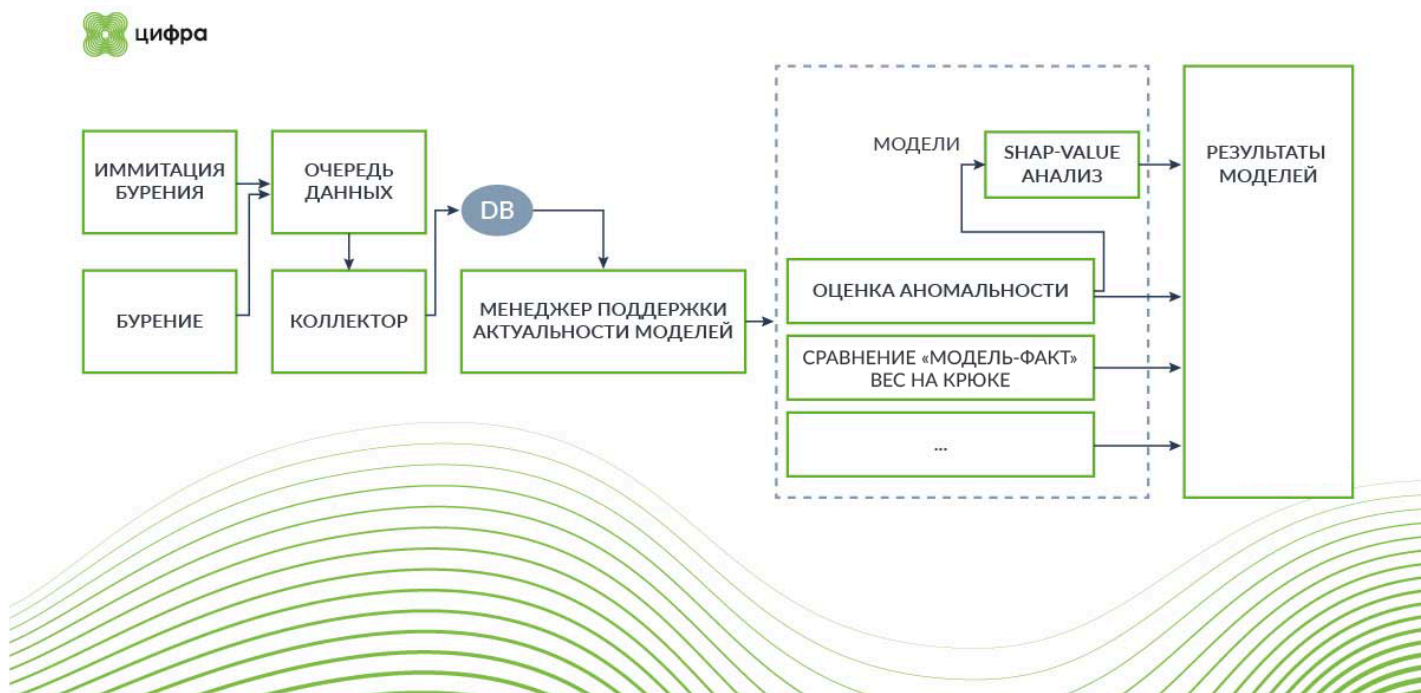 цифра
ИММИТАЦИЯ
БУРЕНИЯ
ОЧЕРЕДЬ
ДАННЫХ
БУРЕНИЕ
КОЛЛЕКТОР
DB
МЕНЕДЖЕР ПОДДЕРЖКИ
АКТУАЛЬНОСТИ МОДЕЛЕЙ
МОДЕЛИ
SHAP-VALUE
АНАЛИЗ
ОЦЕНКА АНОМАЛЬНОСТИ
СРАВНЕНИЕ «МОДЕЛЬ-ФАКТ»
ВЕС НА КРЮКЕ
...
РЕЗУЛЬТАТЫ
МОДЕЛЕЙ